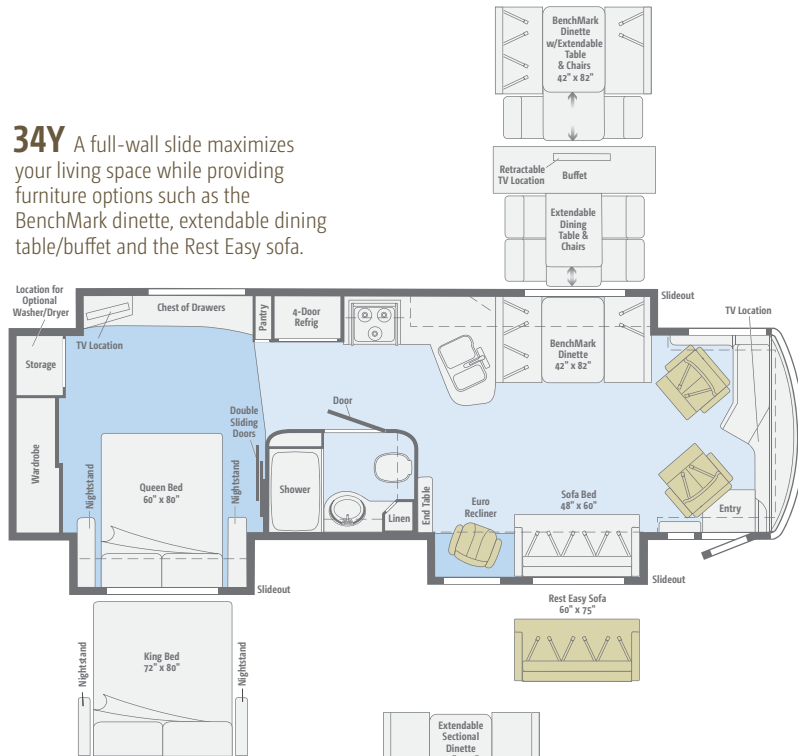 BenchMark
Dinette
w/Extendable
Table
& Chairs
42" x 82"
34Y A full-wall slide maximizes
your living space while providing
furniture options such as the
BenchMark dinette, extendable dining
table/buffet and the Rest Easy sofa.
Retractable
TV Location
Buffet
Extendable
Dining
Table &
Chairs
Location for
Optional
Washer/Dryer
Slideout
Chest of Drawers
Pantry
4-Door
Refrig
TV Location
TV Location
Storage
BenchMark
Dinette
42" x 82"
Door
Double
Sliding
Doors
Wardrobe
Nightstand
Queen Bed
60" x 80"
Nightstand
Shower
Linen
End Table
Euro
Recliner
Sofa Bed
48" x 60"
Entry
Slideout
Slideout
Rest Easy Sofa
60" x 75"
Nightstand
King Bed
72" x 80"
Nightstand
Extendable
Sectional
Dinette